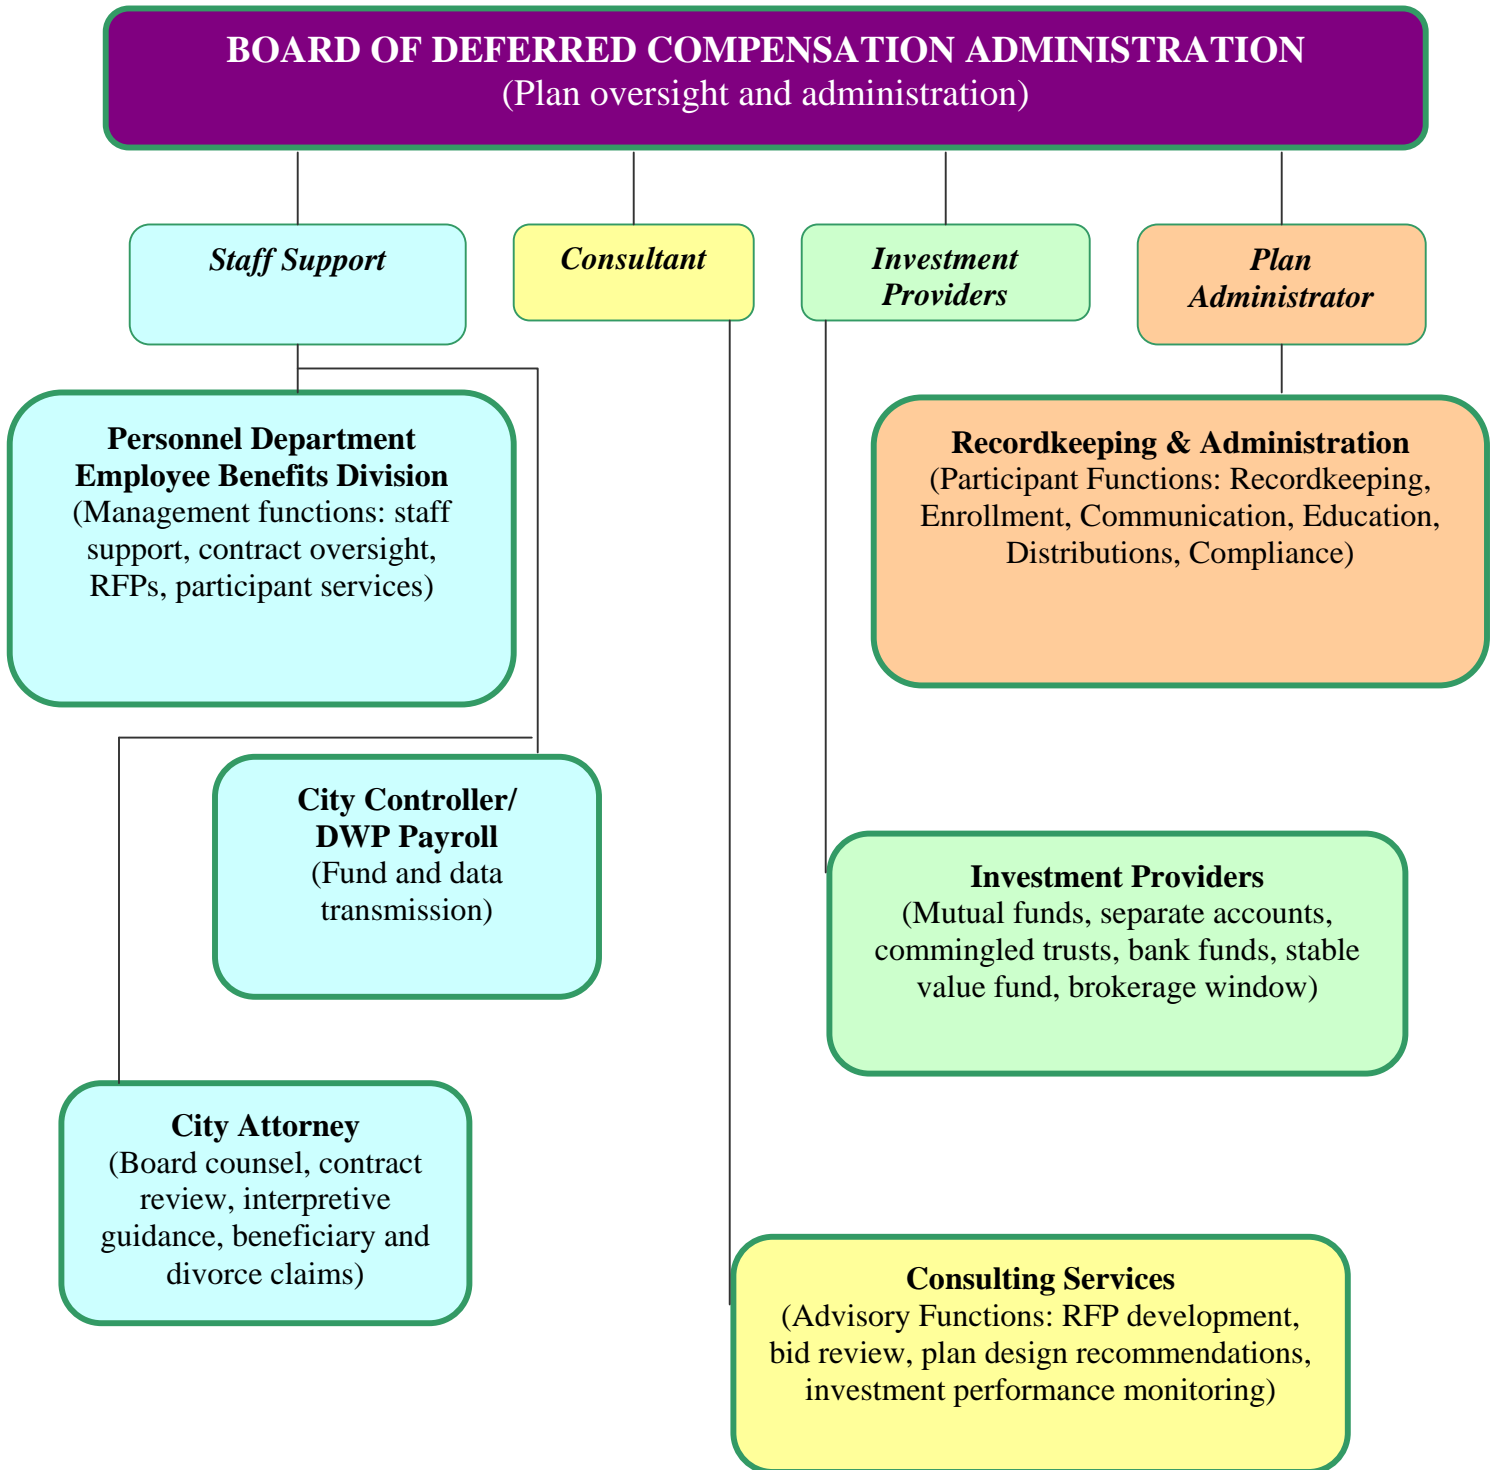 BOARD OF DEFERRED COMPENSATION ADMINISTRATION
(Plan oversight and administration)
Staff Support
Consultant
Investment
Providers
Plan
Administrator
Personnel Department
Employee Benefits Division
(Management functions: staff
support, contract oversight,
RFPs, participant services)
Recordkeeping & Administration
(Participant Functions: Recordkeeping,
Enrollment, Communication, Education,
Distributions, Compliance)
City Controller/
DWP Payroll
(Fund and data
transmission)
Investment Providers
(Mutual funds, separate accounts,
commingled trusts, bank funds, stable
value fund, brokerage window)
City Attorney
(Board counsel, contract
review, interpretive
guidance, beneficiary and
divorce claims)
Consulting Services
(Advisory Functions: RFP development,
bid review, plan design recommendations,
investment performance monitoring)